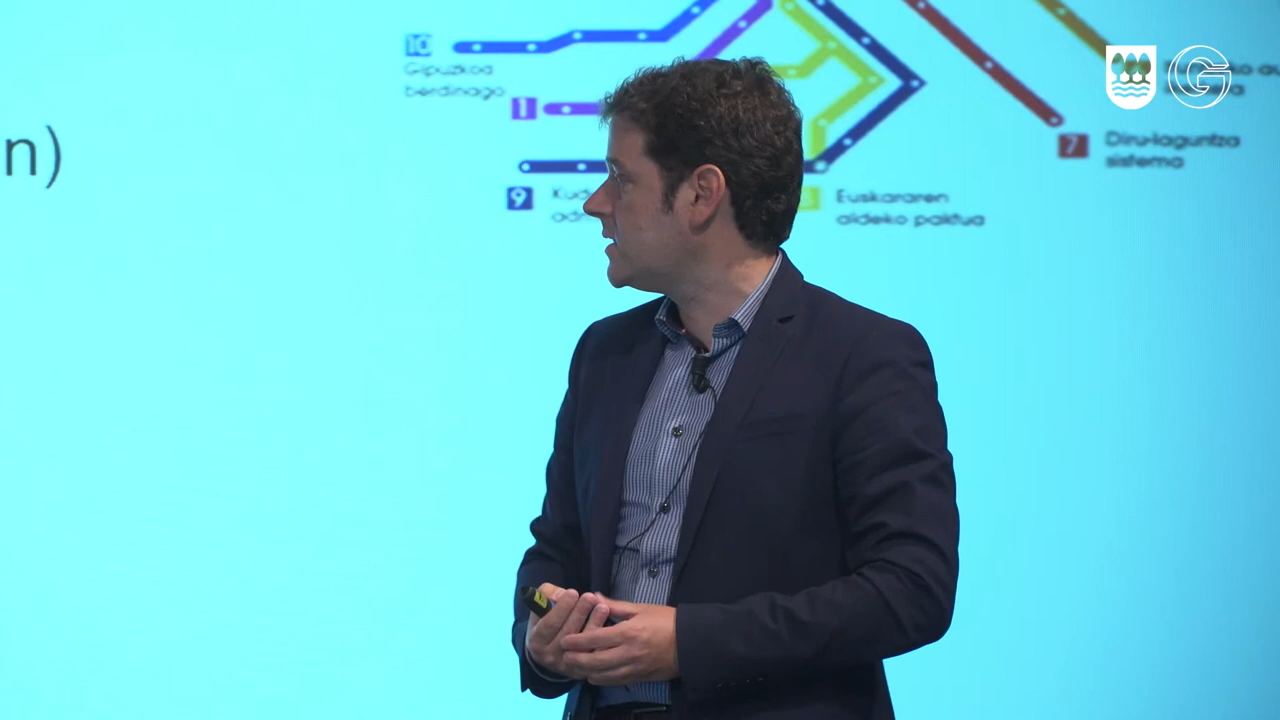 n)
10
Gipuzkoa
berdinago
1
9
7
Diru-laguntza
sistema
Euskararen
aldeko paktua
G